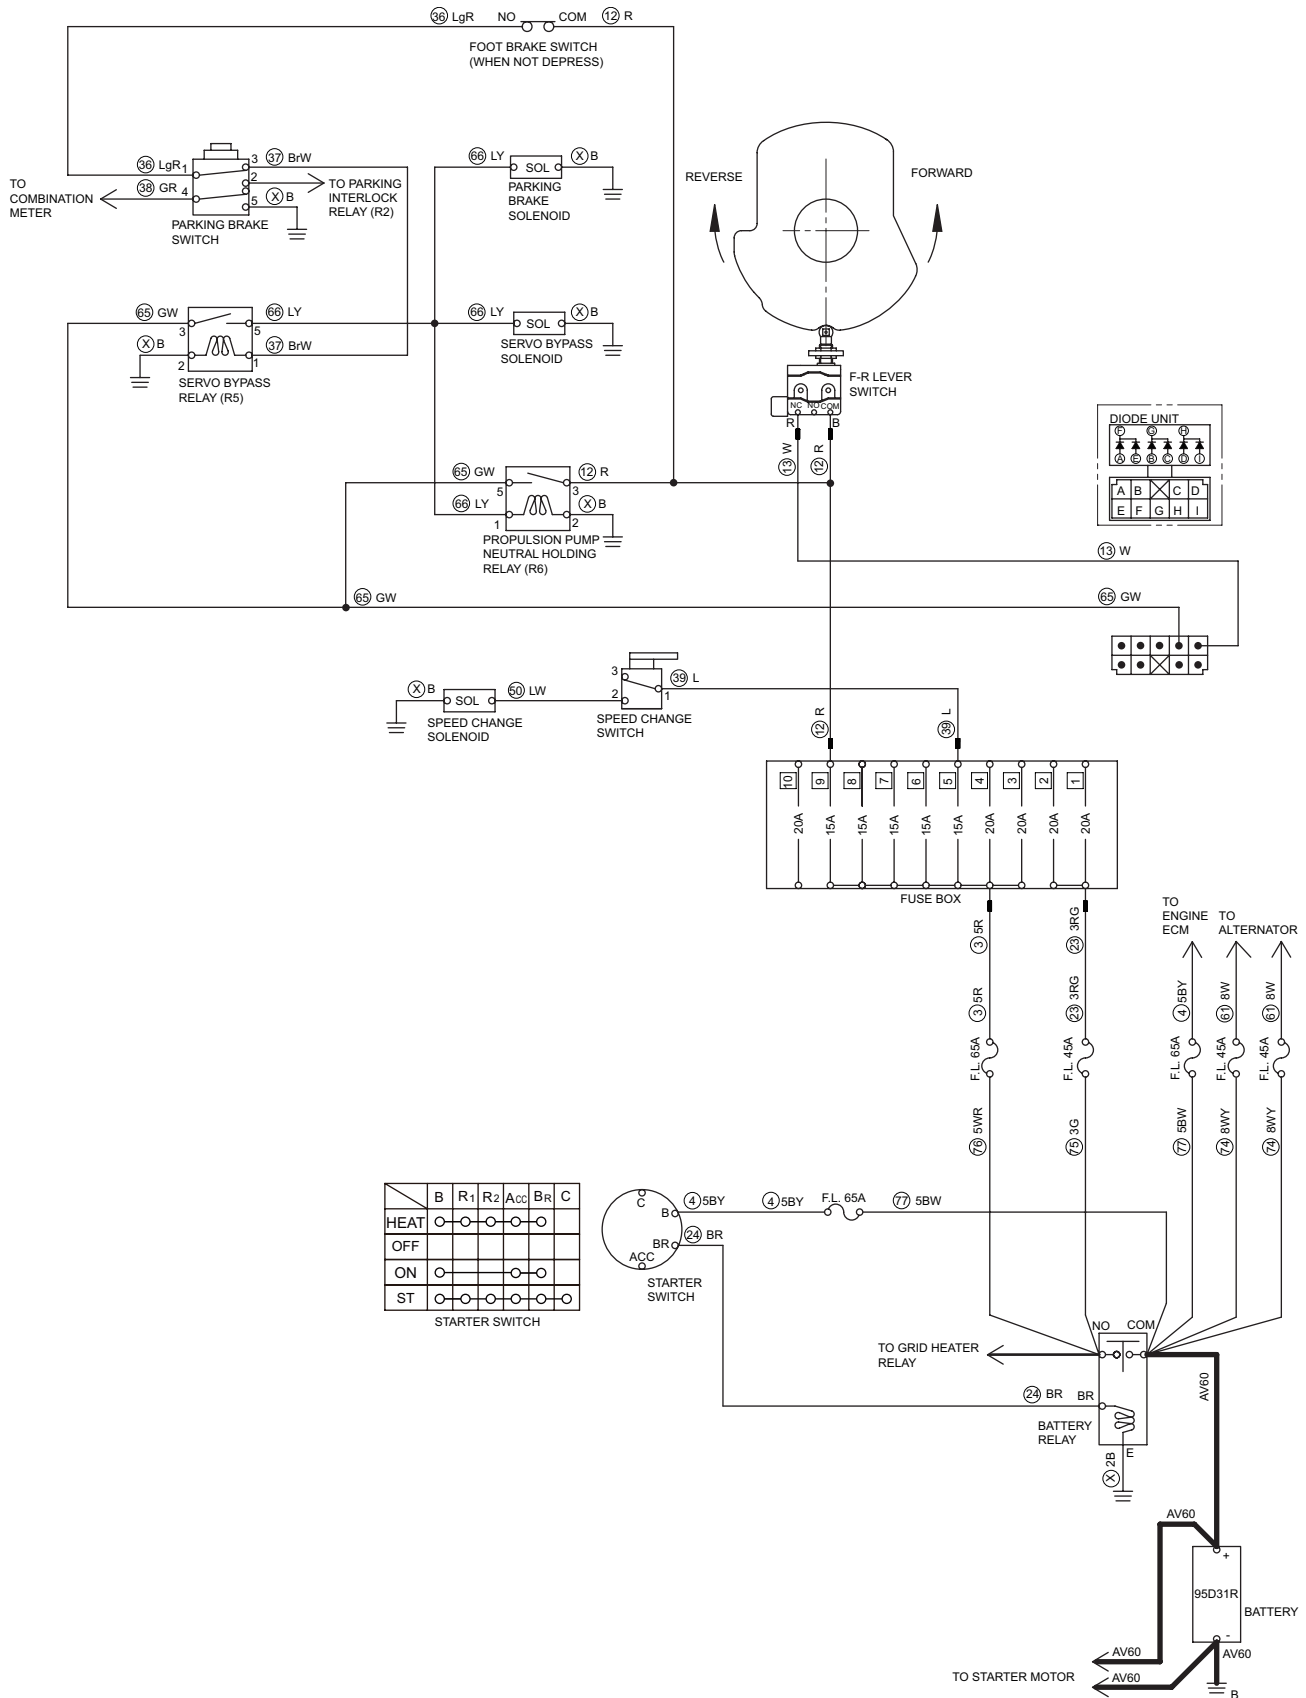 36 LgR NO COM 12 R
FOOT BRAKE SWITCH
(WHEN NOT DEPRESS)
36 LgR 1 3 37 BrW
2
38 GR 4
X B 5
TO
COMBINATION
METER
TO PARKING
INTERLOCK
RELAY (R2)
PARKING BRAKE
SWITCH
66 LY SOL X B
PARKING
BRAKE
SOLENOID
REVERSE
FORWARD
65 GW 66 LY
3 5
X B 37 BrW
2 1
SERVO BYPASS
RELAY (R5)
66 LY SOL X B
SERVO BYPASS
SOLENOID
F-R LEVER
SWITCH
NC NO COM
R B
13 W
12 R
DIODE UNIT
F G H
A E B C D I
A B C D
E F G H I
65 GW 12 R
5 3
66 LY X B
1 2
PROPULSION PUMP
NEUTRAL HOLDING
RELAY (R6)
13 W
65 GW
65 GW
3
39 L
2 1
X B SOL 50 LW
SPEED CHANGE
SOLENOID
SPEED CHANGE
SWITCH
12 R
39 L
10 9 8 7 6 5 4 3 2 1
20A 15A 15A 15A 15A 15A 20A 20A 20A 20A
FUSE BOX
TO
ENGINE
ECM
TO
ALTERNATOR
3 5R
23 3RG
3 5R
23 3RG
4 5BY
61 8W
61 8W
F.L. 65A
F.L. 45A
F.L. 65A
F.L. 45A
F.L. 45A
76 5WR
75 3G
77 5BW
74 8WY
74 8WY
B R1 R2 ACC BR C
HEAT
OFF
ON
ST
STARTER SWITCH
C
B
BR
ACC
4 5BY 4 5BY F.L. 65A 77 5BW
24 BR
STARTER
SWITCH
NO COM
TO GRID HEATER
RELAY
24 BR BR
BATTERY
RELAY
E
X 2B
AV60
AV60
+
95D31R
BATTERY
-
AV60
AV60
TO STARTER MOTOR
AV60
B